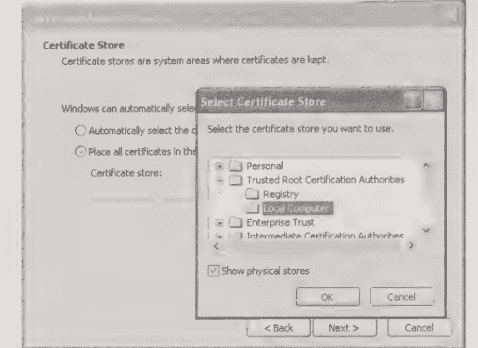 Certificate Store
Certificate stores are system areas where certificates are kept.
Windows can automatically sele
Automatically select the c
Place all certificates in the
Certificate store:
Select Certificate Store
Select the certificate store you want to use.
Personal
Trusted Root Certification Authorities
Registry
Local Computer
Enterprise Trust
Intermediate Certification Authorities
Show physical stores
OK
Cancel
< Back
Next >
Cancel